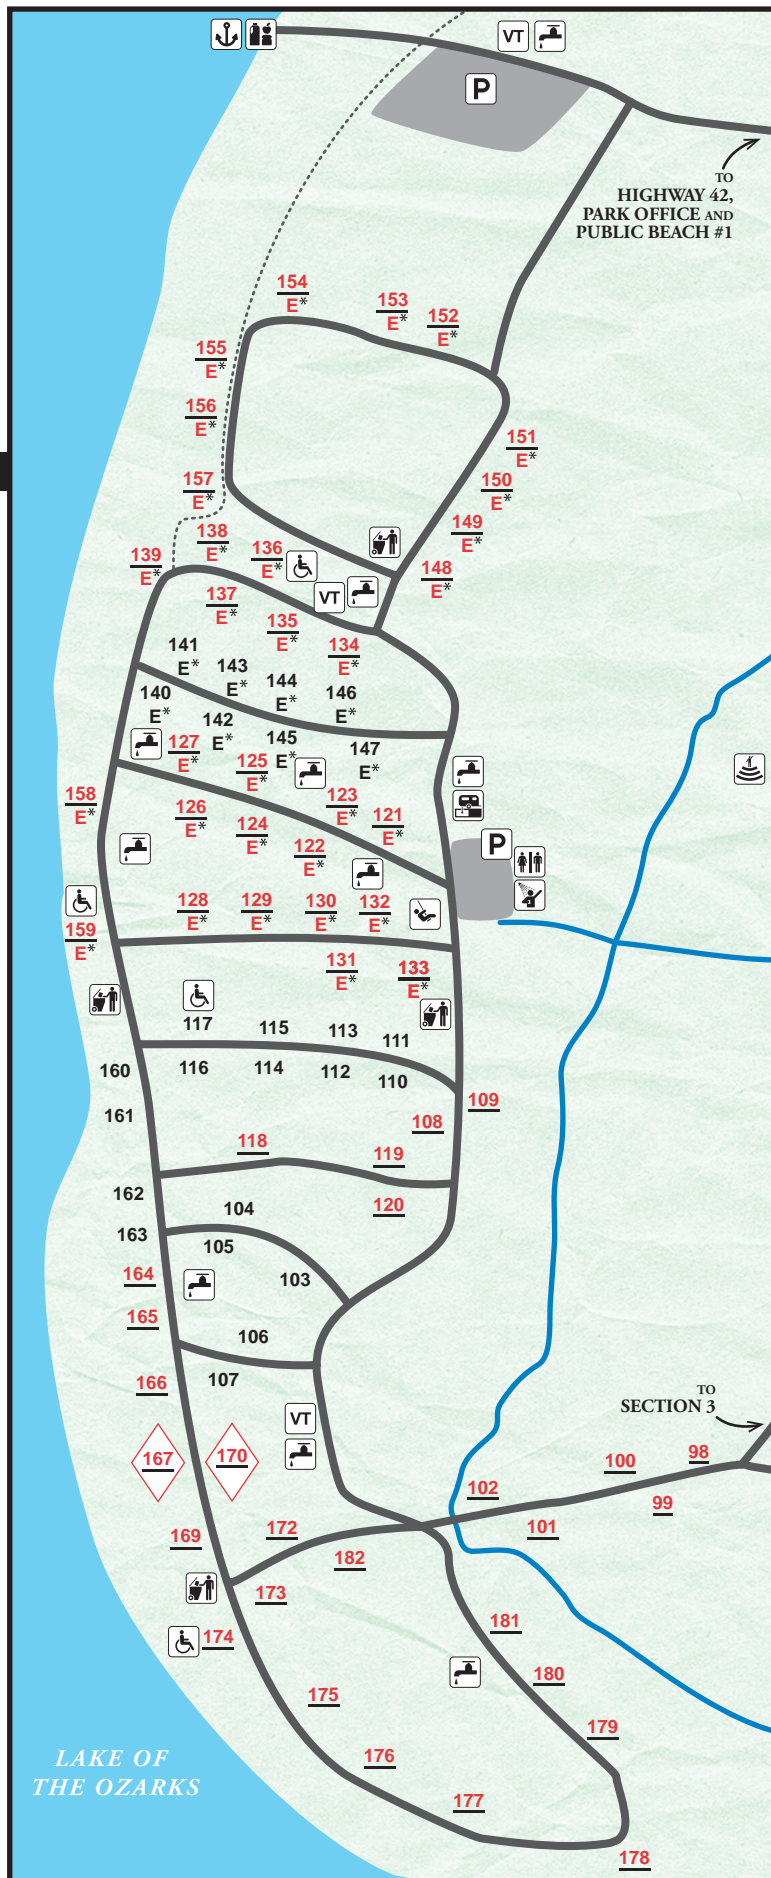 VT
P
TO
HIGHWAY 42,
PARK OFFICE AND
PUBLIC BEACH #1
154
E*
153
E*
152
E*
155
E*
156
E*
151
E*
157
E*
150
E*
149
E*
138
E*
136
E*
139
E*
148
E*
VT
137
E*
135
E*
134
E*
141
E*
143
E*
144
E*
146
E*
140
E*
142
E*
145
E*
147
E*
127
E*
125
E*
123
E*
121
E*
158
E*
126
E*
124
E*
122
E*
P
128
E*
129
E*
130
E*
132
E*
159
E*
131
E*
133
E*
117
115
113
111
160
116
114
112
110
109
161
108
118
119
162
104
120
163
105
164
103
165
106
166
107
TO
SECTION 3
VT
167
170
98
100
102
99
101
169
172
182
173
174
181
180
175
179
176
177
178
LAKE OF
THE OZARKS